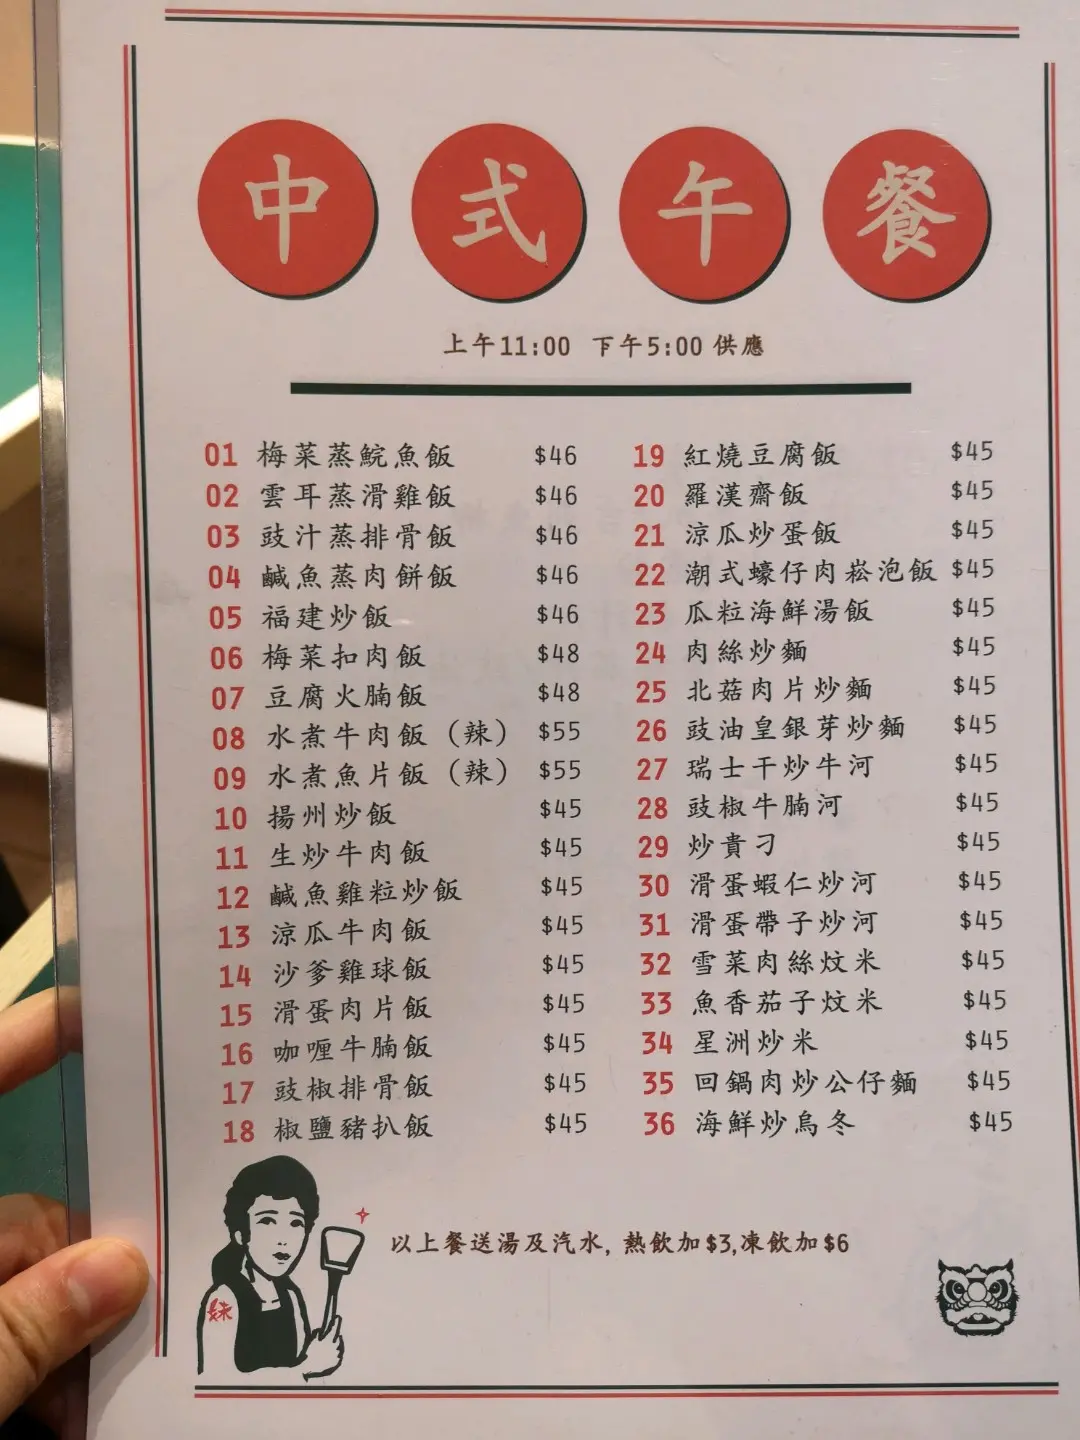 中式午餐
上午11:00 下午5:00 供應
01 梅菜蒸鯇魚飯 $46
02 雲耳蒸滑雞飯 $46
03 豉汁蒸排骨飯 $46
04 鹹魚蒸肉餅飯 $46
05 福建炒飯 $46
06 梅菜扣肉飯 $48
07 豆腐火腩飯 $48
08 水煮牛肉飯（辣） $55
09 水煮魚片飯（辣） $55
10 揚州炒飯 $45
11 生炒牛肉飯 $45
12 鹹魚雞粒炒飯 $45
13 涼瓜牛肉飯 $45
14 沙爹雞球飯 $45
15 滑蛋肉片飯 $45
16 咖喱牛腩飯 $45
17 豉椒排骨飯 $45
18 椒鹽豬扒飯 $45
19 紅燒豆腐飯 $45
20 羅漢齋飯 $45
21 涼瓜炒蛋飯 $45
22 潮式蠔仔肉崧泡飯 $45
23 瓜粒海鮮湯飯 $45
24 肉絲炒麵 $45
25 北菇肉片炒麵 $45
26 豉油皇銀芽炒麵 $45
27 瑞士干炒牛河 $45
28 豉椒牛腩河 $45
29 炒貴刁 $45
30 滑蛋蝦仁炒河 $45
31 滑蛋帶子炒河 $45
32 雪菜肉絲炆米 $45
33 魚香茄子炆米 $45
34 星洲炒米 $45
35 回鍋肉炒公仔麵 $45
36 海鮮炒烏冬 $45
以上餐送湯及汽水, 熱飲加$3,凍飲加$6
妹